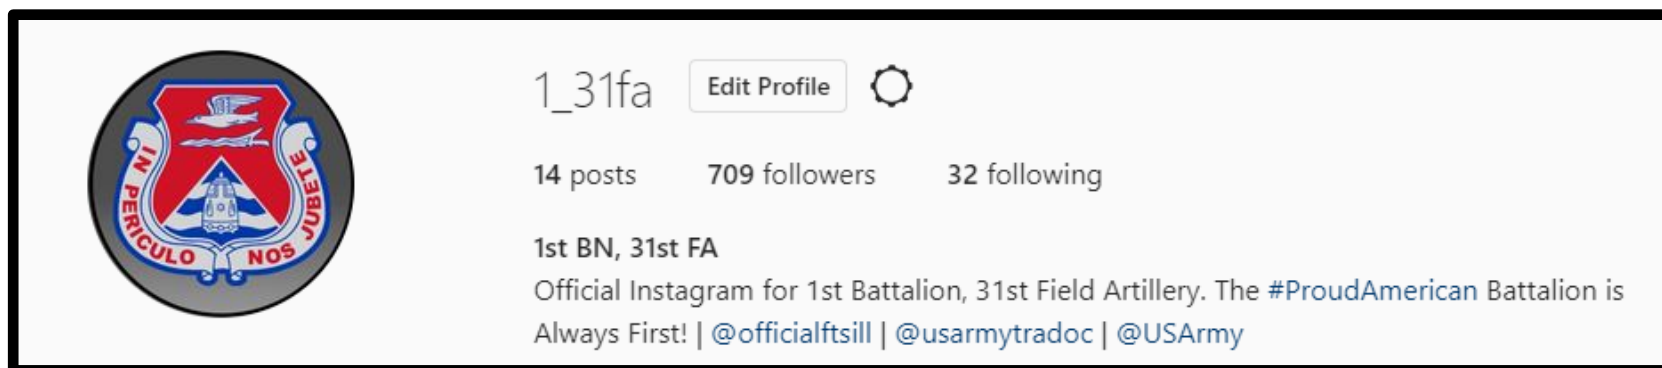 IN PERICULO NOS JUBETE
1_31fa Edit Profile
14 posts 709 followers 32 following
1st BN, 31st FA
Official Instagram for 1st Battalion, 31st Field Artillery. The #ProudAmerican Battalion is
Always First! | @officialftsill | @usarmytradoc | @USArmy